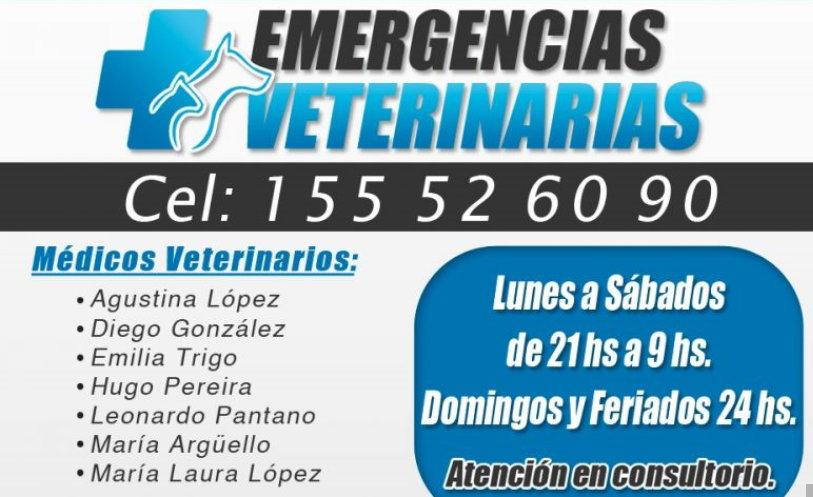 EMERGENCIAS
VETERINARIAS
Cel: 155 52 60 90
Médicos Veterinarios:
• Agustina López
• Diego González
• Emilia Trigo
• Hugo Pereira
• Leonardo Pantano
• María Argüello
• María Laura López
Lunes a Sábados
de 21 hs a 9 hs.
Domingos y Feriados 24 hs.
Atención en consultorio.